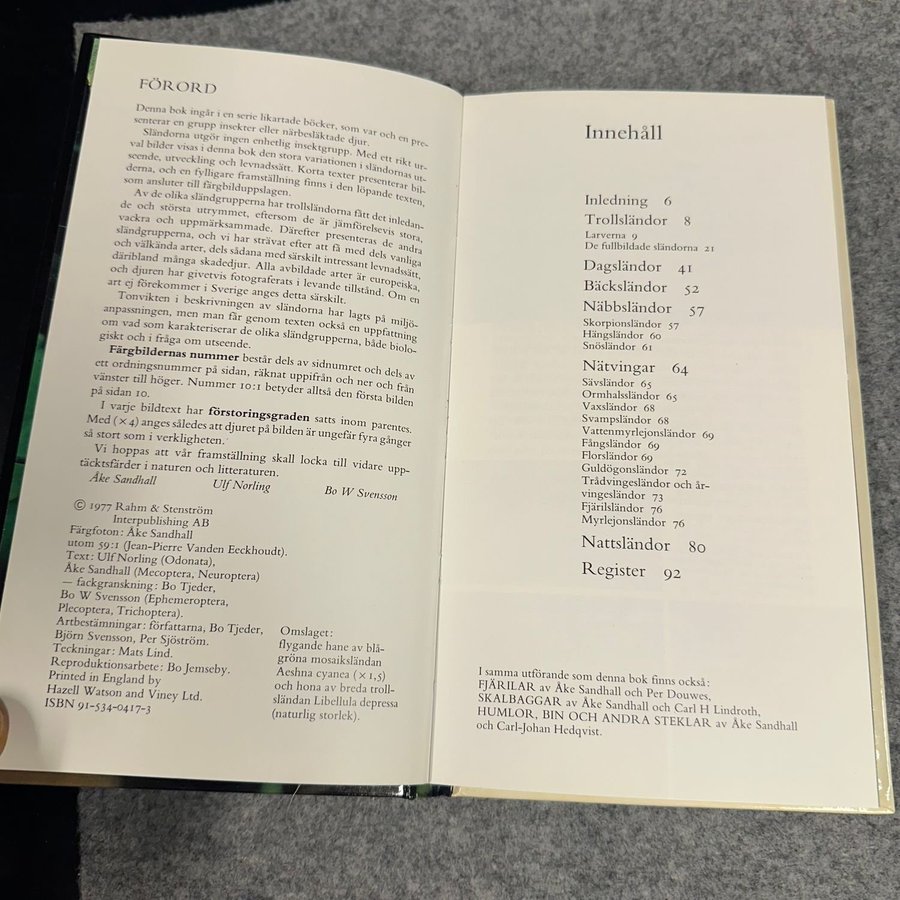 FÖRORD
Denna bok ingår i en serie likartade böcker, som var och en pre-
senterar en grupp insekter eller närbesläktade djur.
Sländorna utgör ingen enhetlig insektgrupp. Med ett rikt ur-
val bilder visas i denna bok den stora variationen i sländornas ut-
seende, utveckling och levnadssätt. Korta texter presenterar bil-
derna, och en fylligare framställning finns i den löpande texten,
som ansluter till färgbilduppslagen.
Av de olika sländgrupperna har trollsländorna fått det inledan-
de och största utrymmet, eftersom de är jämförelsevis stora,
vackra och uppmärksammade. Därefter presenteras de andra
sländgrupperna, och vi har strävat efter att få med dels vanliga
och välkända arter, dels sådana med särskilt intressant levnadssätt,
däribland många skadedjur. Alla avbildade arter är europeiska,
och djuren har givetvis fotograferats i levande tillstånd. Om en
art ej förekommer i Sverige anges detta särskilt.
Tonvikten i beskrivningen av sländorna har lagts på miljö-
anpassningen, men man får genom texten också en uppfattning
om vad som karakteriserar de olika sländgrupperna, både biolo-
giskt och i fråga om utseende.
Färgbildernas nummer består dels av sidnumret och dels av
ett ordningsnummer på sidan, räknat uppifrån och ner och från
vänster till höger. Nummer 10:1 betyder alltså den första bilden
på sidan 10.
I varje bildtext har förstoringsgraden satts inom parentes.
Med (×4) anges således att djuret på bilden är ungefär fyra gånger
så stort som i verkligheten.
Vi hoppas att vår framställning skall locka till vidare upp-
täcktsfärder i naturen och litteraturen.
Åke Sandhall Ulf Norling Bo W Svensson
© 1977 Rahm & Stenström
Interpublishing AB
Färgfoton: Åke Sandhall
utom 59:1 (Jean-Pierre Vanden Eeckhoudt).
Text: Ulf Norling (Odonata),
Åke Sandhall (Mecoptera, Neuroptera)
— fackgranskning: Bo Tjeder,
Bo W Svensson (Ephemeroptera,
Plecoptera, Trichoptera).
Artbestämningar: författarna, Bo Tjeder,
Björn Svensson, Per Sjöström.
Teckningar: Mats Lind.
Reproduktionsarbete: Bo Jemseby.
Printed in England by
Hazell Watson and Viney Ltd.
ISBN 91-534-0417-3
Omslaget:
flygande hane av blå-
gröna mosaiksländan
Aeshna cyanea (×1,5)
och hona av breda troll-
sländan Libellula depressa
(naturlig storlek).
Innehåll
Inledning 6
Trollsländor 8
Larverna 9
De fullbildade sländorna 21
Dagsländor 41
Bäcksländor 52
Näbbsländor 57
Skorpionsländor 57
Hängsländor 60
Snösländor 61
Nätvingar 64
Sävsländor 65
Ormhalssländor 65
Vaxsländor 68
Svampsländor 68
Vattenmyrlejonsländor 69
Fångsländor 69
Florsländor 69
Guldögonsländor 72
Trådvingesländor och år-
vingesländor 73
Fjärilsländor 76
Myrlejonsländor 76
Nattsländor 80
Register 92
I samma utförande som denna bok finns också:
FJÄRILAR av Åke Sandhall och Per Douwes,
SKALBAGGAR av Åke Sandhall och Carl H Lindroth,
HUMLOR, BIN OCH ANDRA STEKLAR av Åke Sandhall
och Carl-Johan Hedqvist.